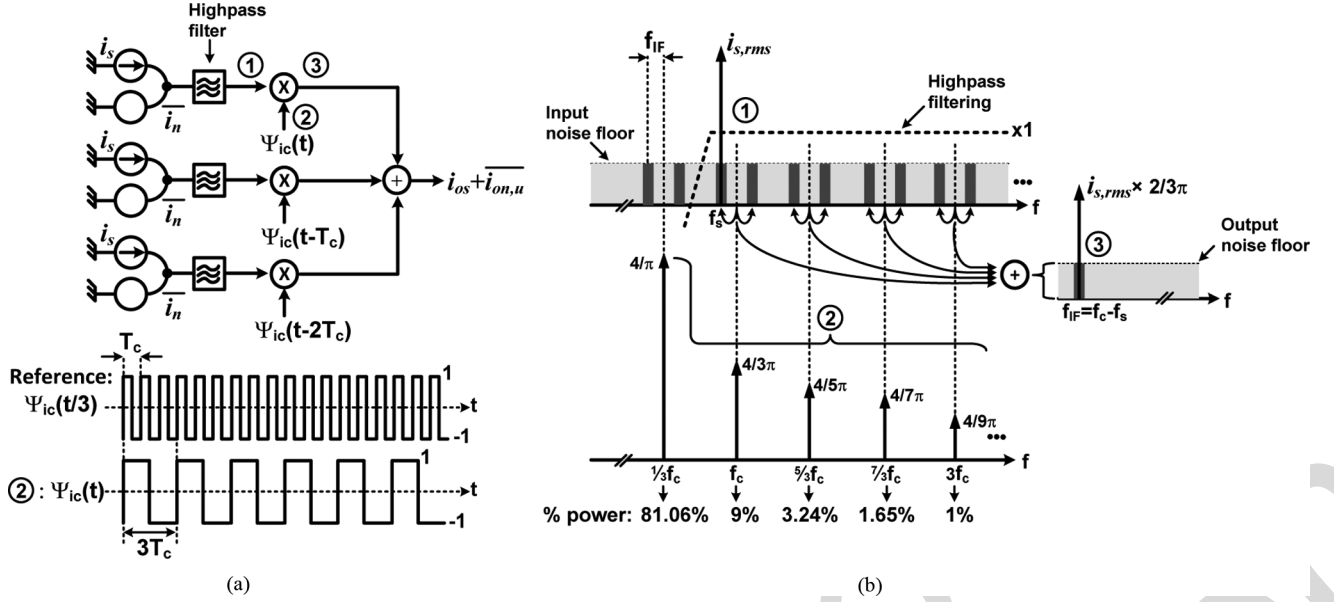 Highpass
filter
i_s
i_n
①
③
X
②
Ψ_ic(t)
i_s
i_n
X
Ψ_ic(t-T_c)
+
i_os+i_on,u
i_s
i_n
X
Ψ_ic(t-2T_c)
T_c
Reference:
Ψ_ic(t/3)
1
t
-1
②: Ψ_ic(t)
1
t
-1
3T_c
(a)
f_IF
i_s,rms
①
Highpass
filtering
x1
Input
noise floor
•••
f
f_s
i_s,rms × 2/3π
③
Output
noise floor
+
f
f_IF=f_c-f_s
②
4/π
4/3π
4/5π
4/7π
4/9π
•••
f
⅓f_c
f_c
5/3f_c
7/3f_c
3f_c
% power: 81.06% 9% 3.24% 1.65% 1%
(b)